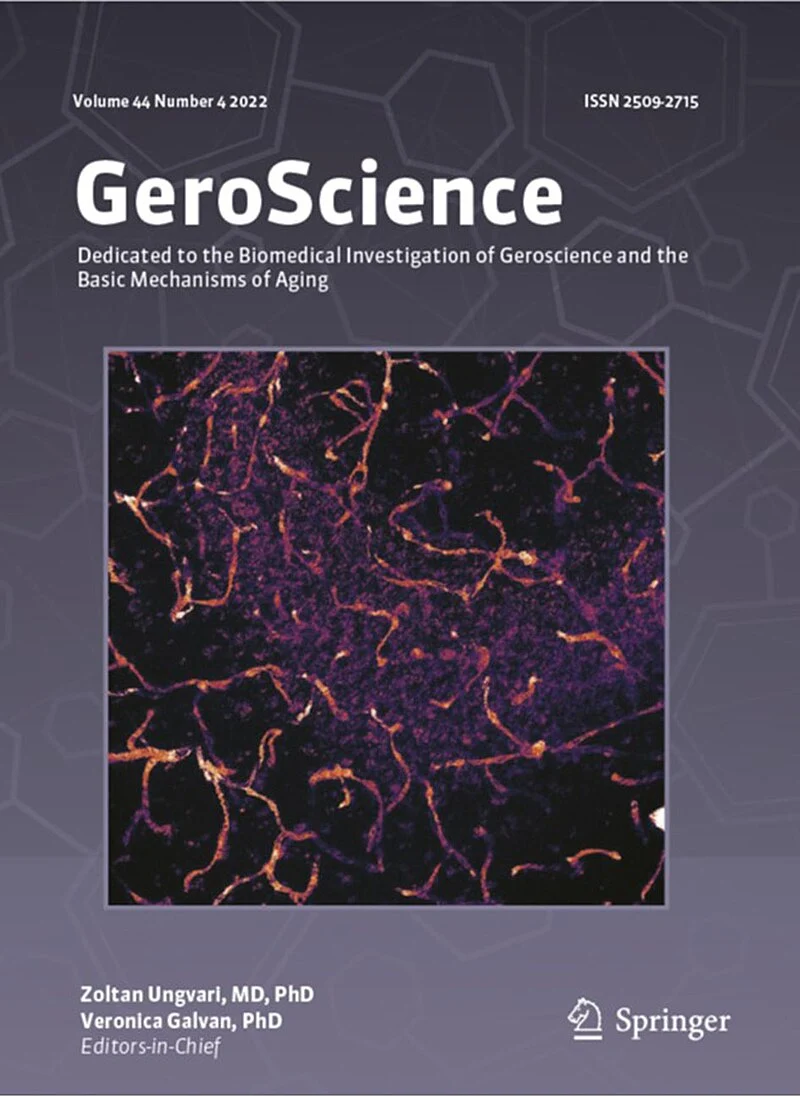 Volume 44 Number 4 2022
ISSN 2509-2715
GeroScience
Dedicated to the Biomedical Investigation of Geroscience and the
Basic Mechanisms of Aging
Zoltan Ungvari, MD, PhD
Veronica Galvan, PhD
Editors-in-Chief
Springer